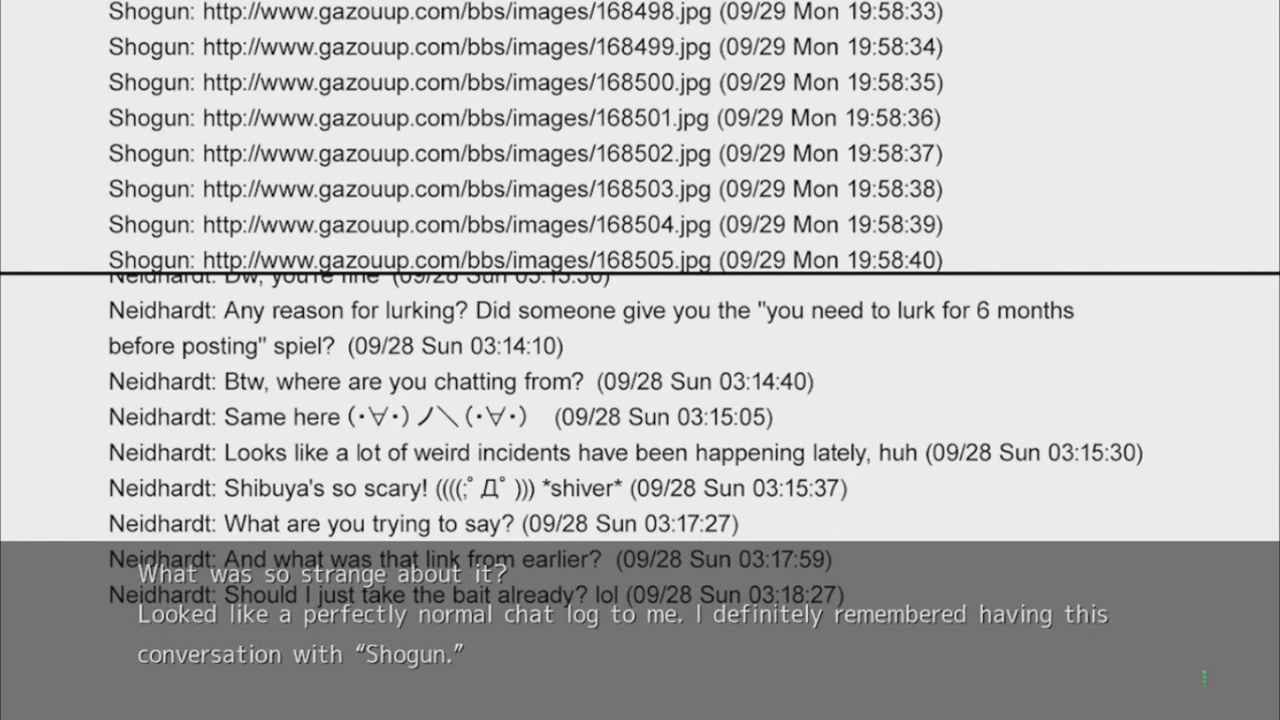 Shogun: http://www.gazouup.com/bbs/images/168498.jpg (09/29 Mon 19:58:33)
Shogun: http://www.gazouup.com/bbs/images/168499.jpg (09/29 Mon 19:58:34)
Shogun: http://www.gazouup.com/bbs/images/168500.jpg (09/29 Mon 19:58:35)
Shogun: http://www.gazouup.com/bbs/images/168501.jpg (09/29 Mon 19:58:36)
Shogun: http://www.gazouup.com/bbs/images/168502.jpg (09/29 Mon 19:58:37)
Shogun: http://www.gazouup.com/bbs/images/168503.jpg (09/29 Mon 19:58:38)
Shogun: http://www.gazouup.com/bbs/images/168504.jpg (09/29 Mon 19:58:39)
Shogun: http://www.gazouup.com/bbs/images/168505.jpg (09/29 Mon 19:58:40)
Neidhardt: Dw, you're fine (09/28 Sun 03:13:50)
Neidhardt: Any reason for lurking? Did someone give you the "you need to lurk for 6 months
before posting" spiel? (09/28 Sun 03:14:10)
Neidhardt: Btw, where are you chatting from? (09/28 Sun 03:14:40)
Neidhardt: Same here (・∀・)ノ＼(・∀・) (09/28 Sun 03:15:05)
Neidhardt: Looks like a lot of weird incidents have been happening lately, huh (09/28 Sun 03:15:30)
Neidhardt: Shibuya's so scary! ((((;ﾟДﾟ))) *shiver* (09/28 Sun 03:15:37)
Neidhardt: What are you trying to say? (09/28 Sun 03:17:27)
Neidhardt: And what was that link from earlier? (09/28 Sun 03:17:59)
Neidhardt: Should I just take the bait already? lol (09/28 Sun 03:18:27)
What was so strange about it?
Looked like a perfectly normal chat log to me. I definitely remembered having this
conversation with “Shogun.”